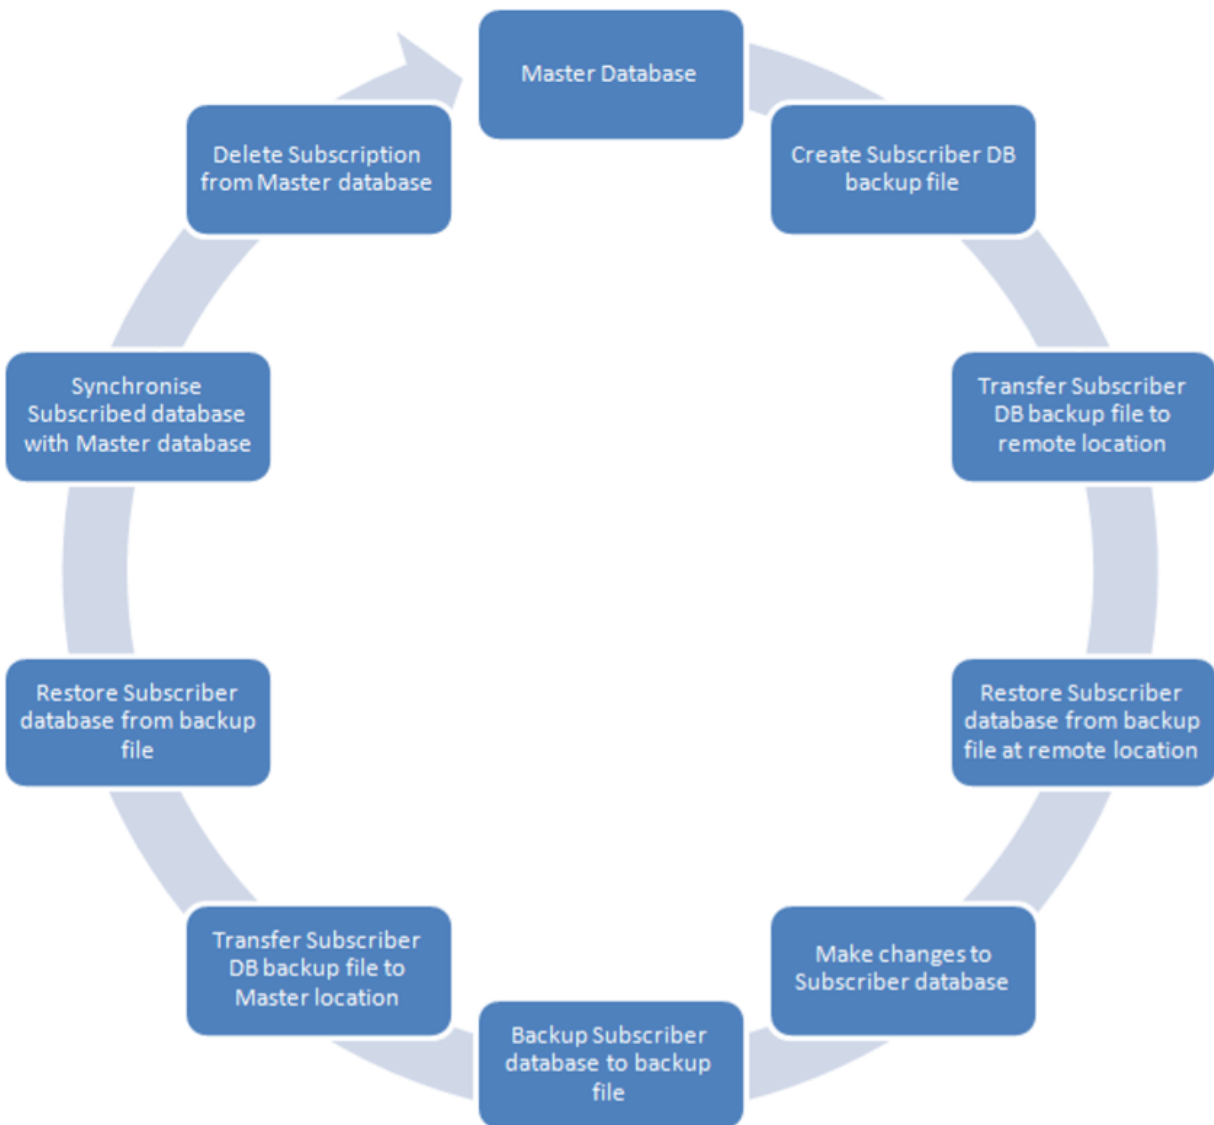 Master Database
Create Subscriber DB
backup file
Transfer Subscriber
DB backup file to
remote location
Restore Subscriber
database from backup
file at remote location
Make changes to
Subscriber database
Backup Subscriber
database to backup
file
Transfer Subscriber
DB backup file to
Master location
Restore Subscriber
database from backup
file
Synchronise
Subscribed database
with Master database
Delete Subscription
from Master database